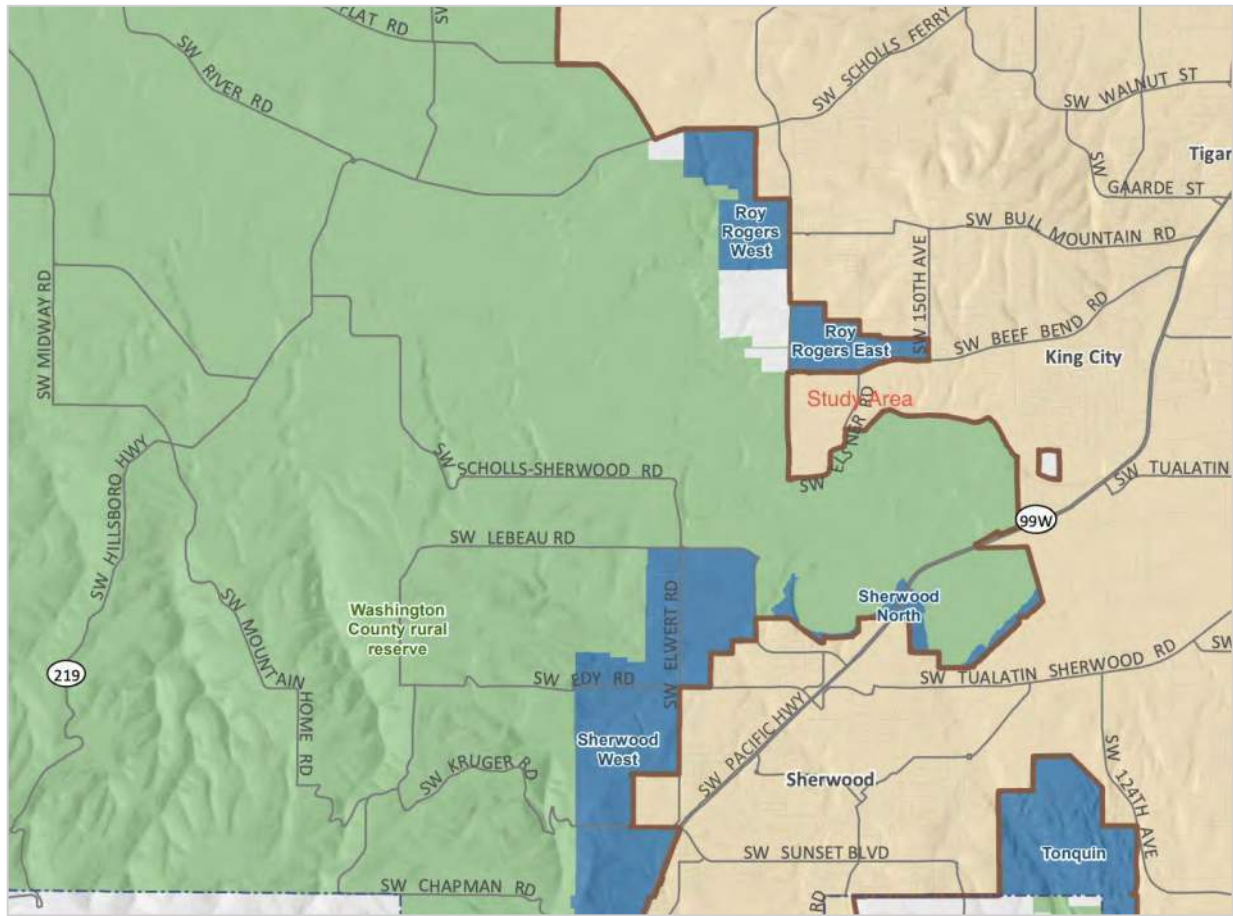 FLAT RD
SW
SW RIVER RD
SW SCHOLLS FERRY
SW WALNUT ST
Tigar
SW
GAARDE ST
Roy
Rogers
West
SW BULL MOUNTAIN RD
SW 150TH AVE
SW MIDWAY RD
Roy
Rogers East
SW BEEF BEND RD
King City
Study Area
SW ELSNER RD
SW HILLSBORO HWY
SW
SCHOLLS-SHERWOOD RD
SW TUALATIN
99W
SW LEBEAU RD
Sherwood
North
Washington
County rural
reserve
SW ELWERT RD
SW MOUNTAIN HOME RD
219
SW EDY RD
SW TUALATIN SHERWOOD RD
SW
Sherwood
West
SW PACIFIC HWY
SW KRUGER RD
Sherwood
SW 124TH AVE
SW SUNSET BLVD
Tonquin
SW CHAPMAN RD
RD